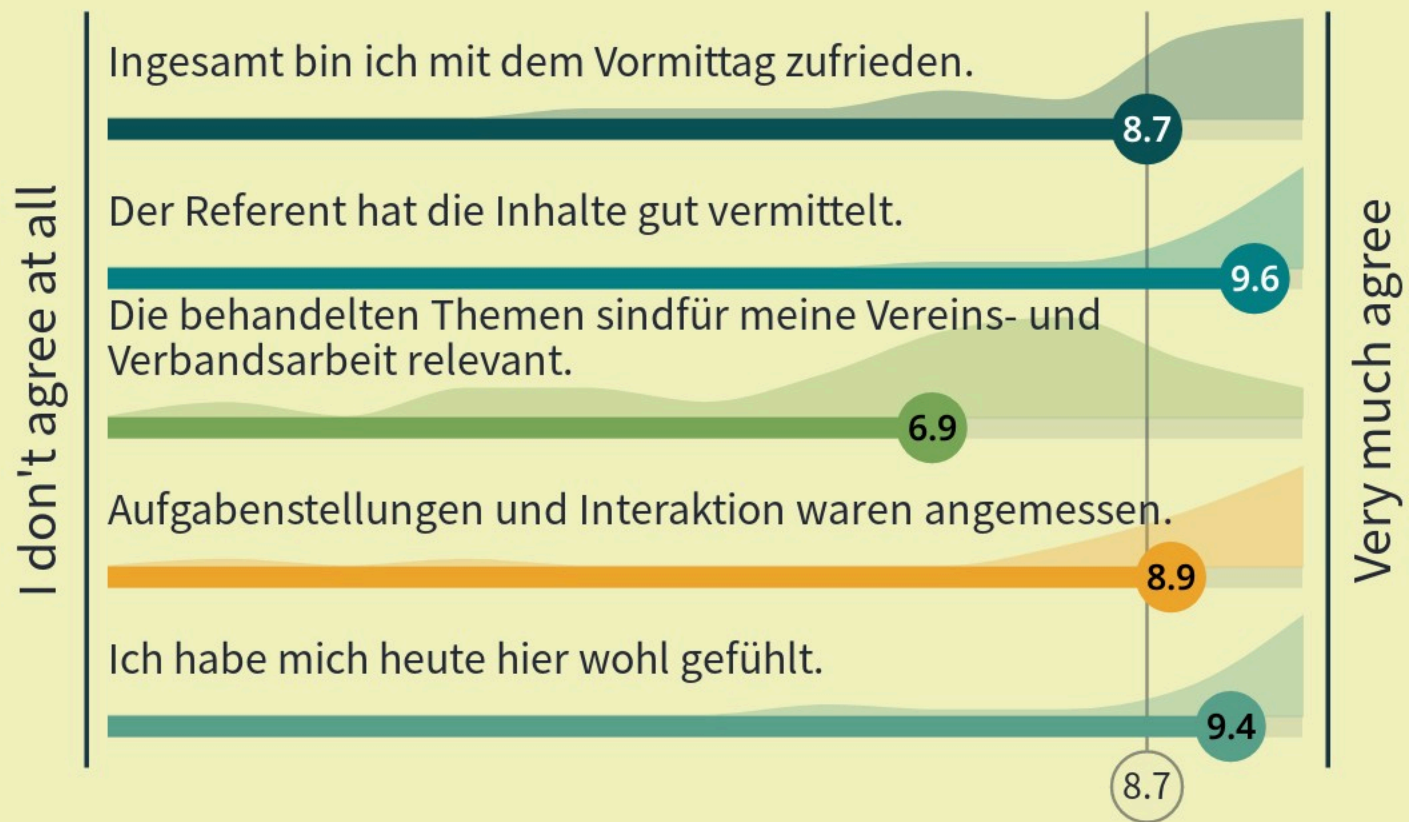 Ingesamt bin ich mit dem Vormittag zufrieden.
8.7
Der Referent hat die Inhalte gut vermittelt.
9.6
Die behandelten Themen sindfür meine Vereins- und
Verbandsarbeit relevant.
6.9
Aufgabenstellungen und Interaktion waren angemessen.
8.9
Ich habe mich heute hier wohl gefühlt.
9.4
8.7
I don't agree at all
Very much agree